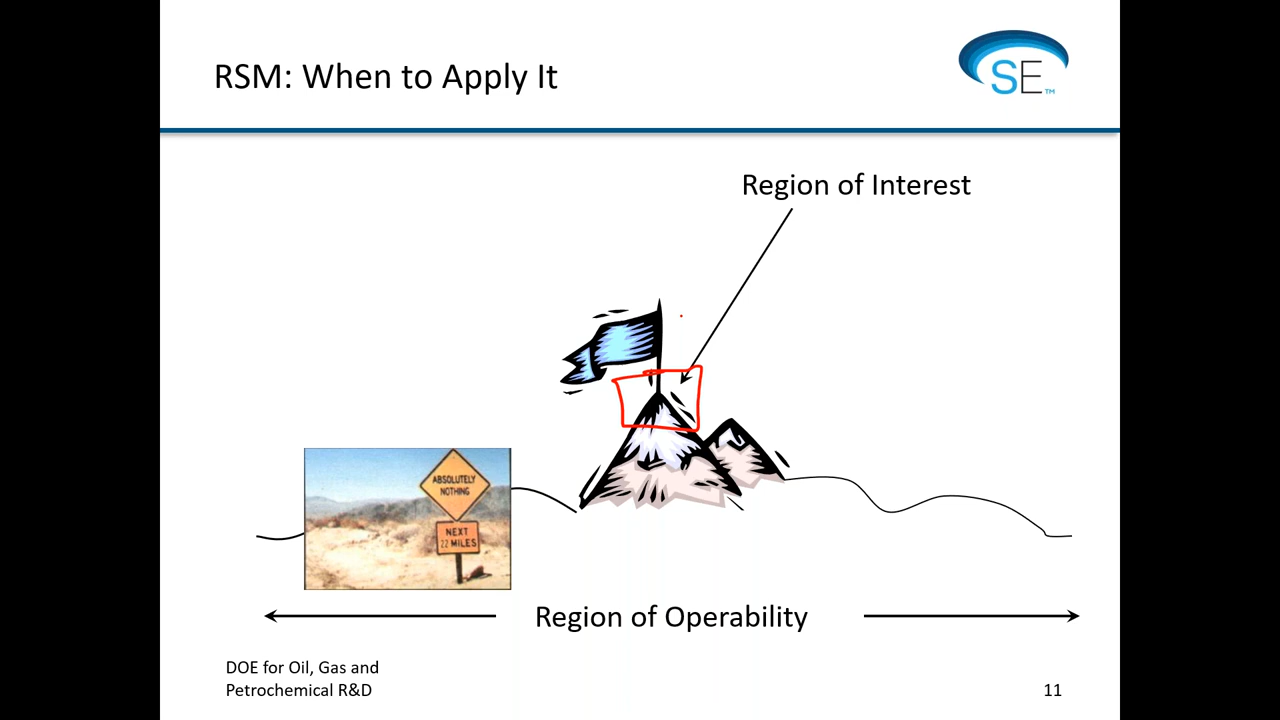 RSM: When to Apply It
SE™
Region of Interest
ABSOLUTELY
NOTHING
NEXT
22 MILES
Region of Operability
DOE for Oil, Gas and
Petrochemical R&D
11